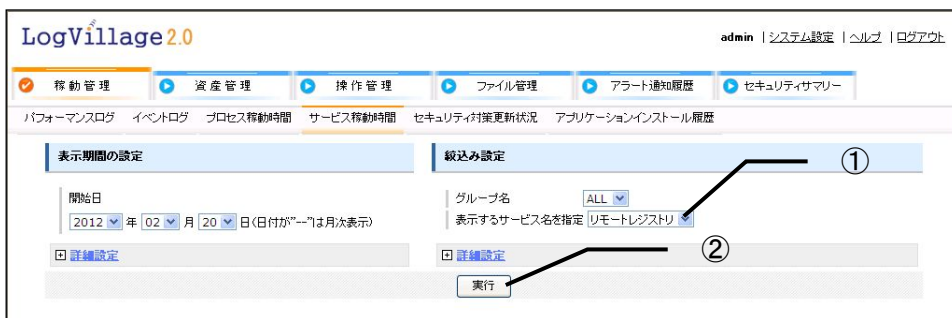 LogVillage 2.0
admin | システム設定 | ヘルプ | ログアウト
稼動管理 資産管理 操作管理 ファイル管理 アラート通知履歴 セキュリティサマリー
パフォーマンスログ イベントログ プロセス稼動時間 サービス稼動時間 セキュリティ対策更新状況 アプリケーションインストール履歴
表示期間の設定
開始日
2012 年 02 月 20 日(日付が"--"は月次表示)
詳細設定
絞込み設定
グループ名 ALL
表示するサービス名を指定 リモートレジストリ
詳細設定
実行
①
②